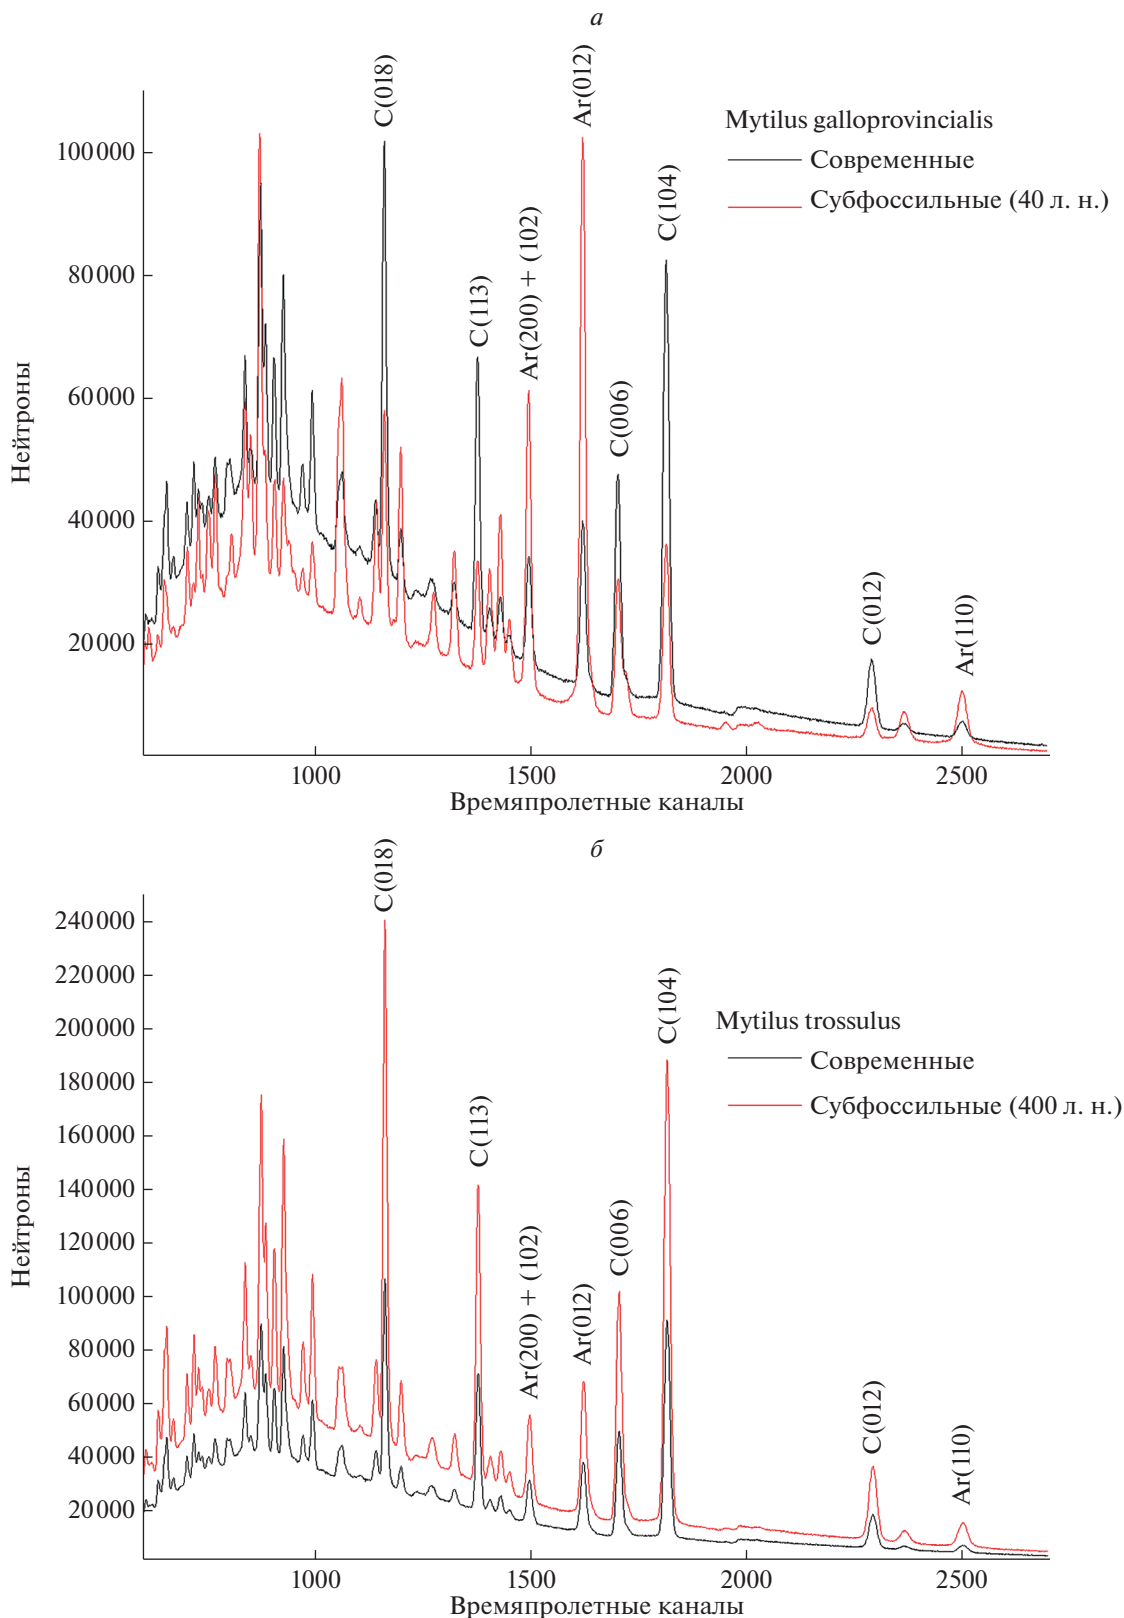 а
C(018)
C(113)
Ar(200) + (102)
Ar(012)
C(006)
C(104)
C(012)
Ar(110)
Mytilus galloprovincialis
Современные
Субфоссильные (40 л. н.)
100 000
80 000
60 000
40 000
20 000
Нейтроны
1000
1500
2000
2500
Времяпролетные каналы
б
C(018)
C(113)
Ar(200) + (102)
Ar(012)
C(006)
C(104)
C(012)
Ar(110)
Mytilus trossulus
Современные
Субфоссильные (400 л. н.)
240 000
220 000
200 000
180 000
160 000
140 000
120 000
100 000
80 000
60 000
40 000
20 000
Нейтроны
1000
1500
2000
2500
Времяпролетные каналы